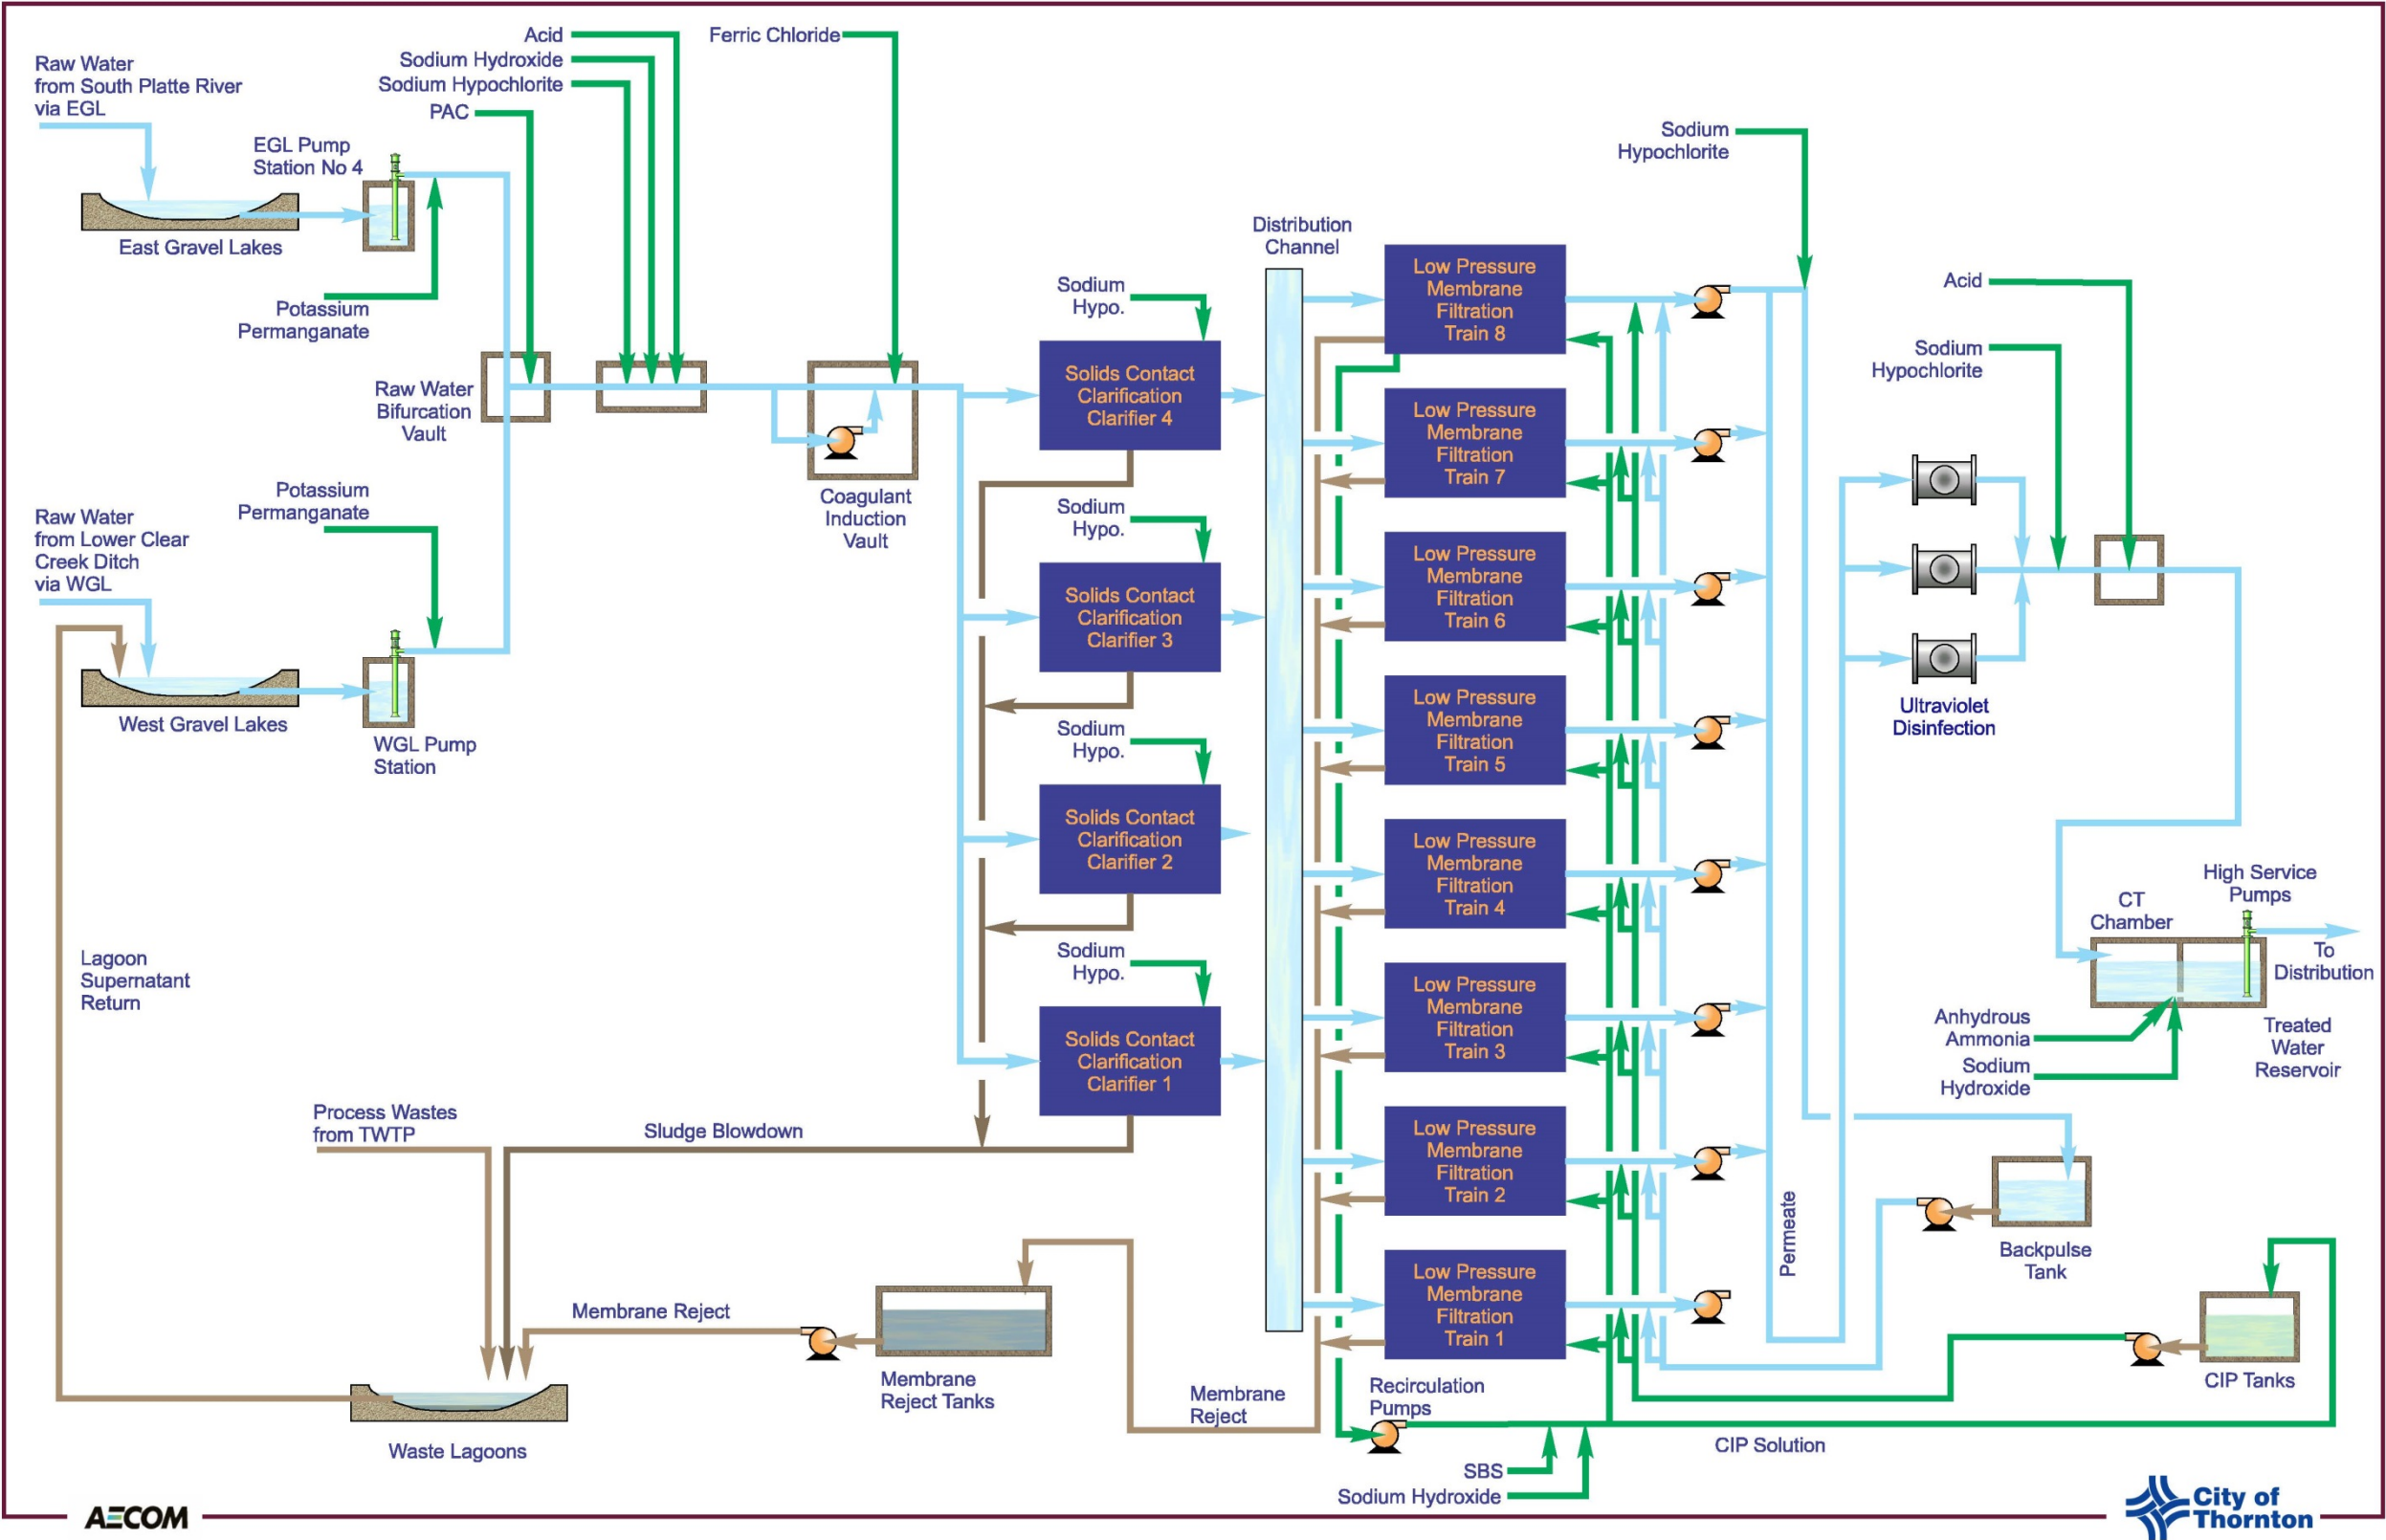 Acid
Sodium Hydroxide
Sodium Hypochlorite
PAC
Ferric Chloride
Raw Water
from South Platte River
via EGL
EGL Pump
Station No 4
East Gravel Lakes
Potassium
Permanganate
Raw Water
Bifurcation
Vault
Potassium
Permanganate
Raw Water
from Lower Clear
Creek Ditch
via WGL
West Gravel Lakes
WGL Pump
Station
Coagulant
Induction
Vault
Sodium
Hypo.
Solids Contact
Clarification
Clarifier 4
Sodium
Hypo.
Solids Contact
Clarification
Clarifier 3
Sodium
Hypo.
Solids Contact
Clarification
Clarifier 2
Sodium
Hypo.
Solids Contact
Clarification
Clarifier 1
Distribution
Channel
Low Pressure
Membrane
Filtration
Train 8
Low Pressure
Membrane
Filtration
Train 7
Low Pressure
Membrane
Filtration
Train 6
Low Pressure
Membrane
Filtration
Train 5
Low Pressure
Membrane
Filtration
Train 4
Low Pressure
Membrane
Filtration
Train 3
Low Pressure
Membrane
Filtration
Train 2
Low Pressure
Membrane
Filtration
Train 1
Sodium
Hypochlorite
Acid
Sodium
Hypochlorite
Ultraviolet
Disinfection
High Service
Pumps
CT
Chamber
To
Distribution
Anhydrous
Ammonia
Sodium
Hydroxide
Treated
Water
Reservoir
Permeate
Backpulse
Tank
CIP Tanks
Lagoon
Supernatant
Return
Process Wastes
from TWTP
Sludge Blowdown
Membrane Reject
Membrane
Reject Tanks
Membrane
Reject
Waste Lagoons
Recirculation
Pumps
CIP Solution
SBS
Sodium Hydroxide
AECOM
City of
Thornton